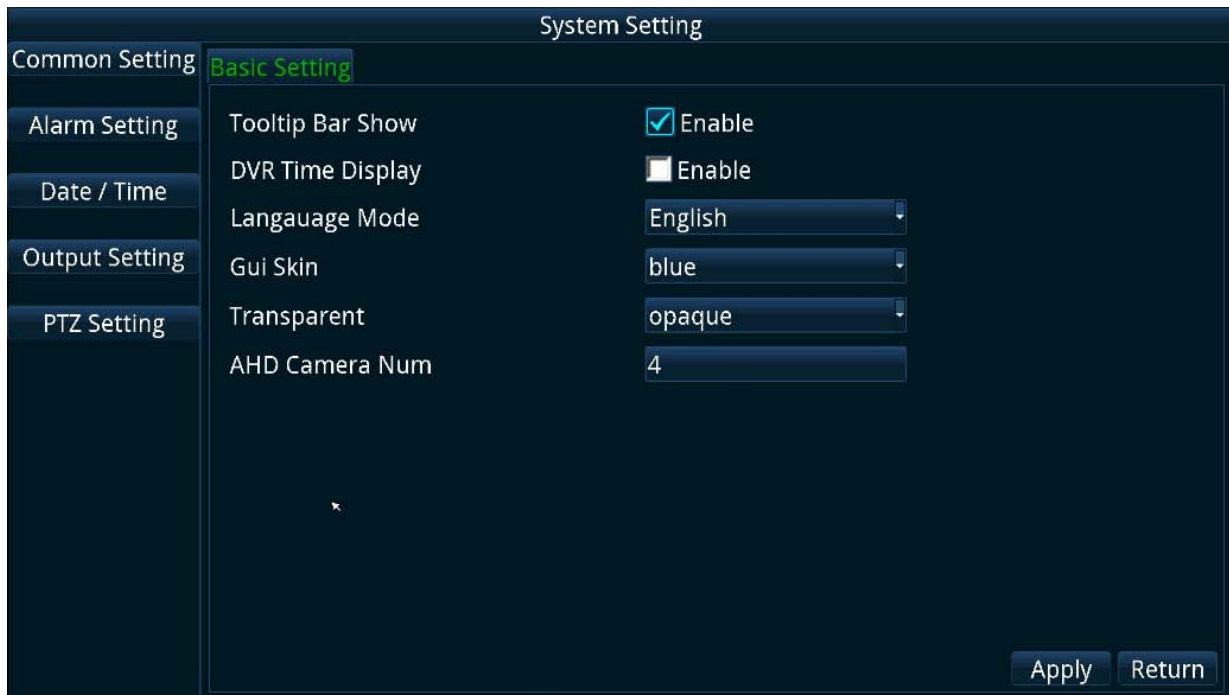 System Setting
Common Setting
Alarm Setting
Date / Time
Output Setting
PTZ Setting
Basic Setting
Tooltip Bar Show Enable
DVR Time Display Enable
Langauage Mode English
Gui Skin blue
Transparent opaque
AHD Camera Num 4
Apply Return